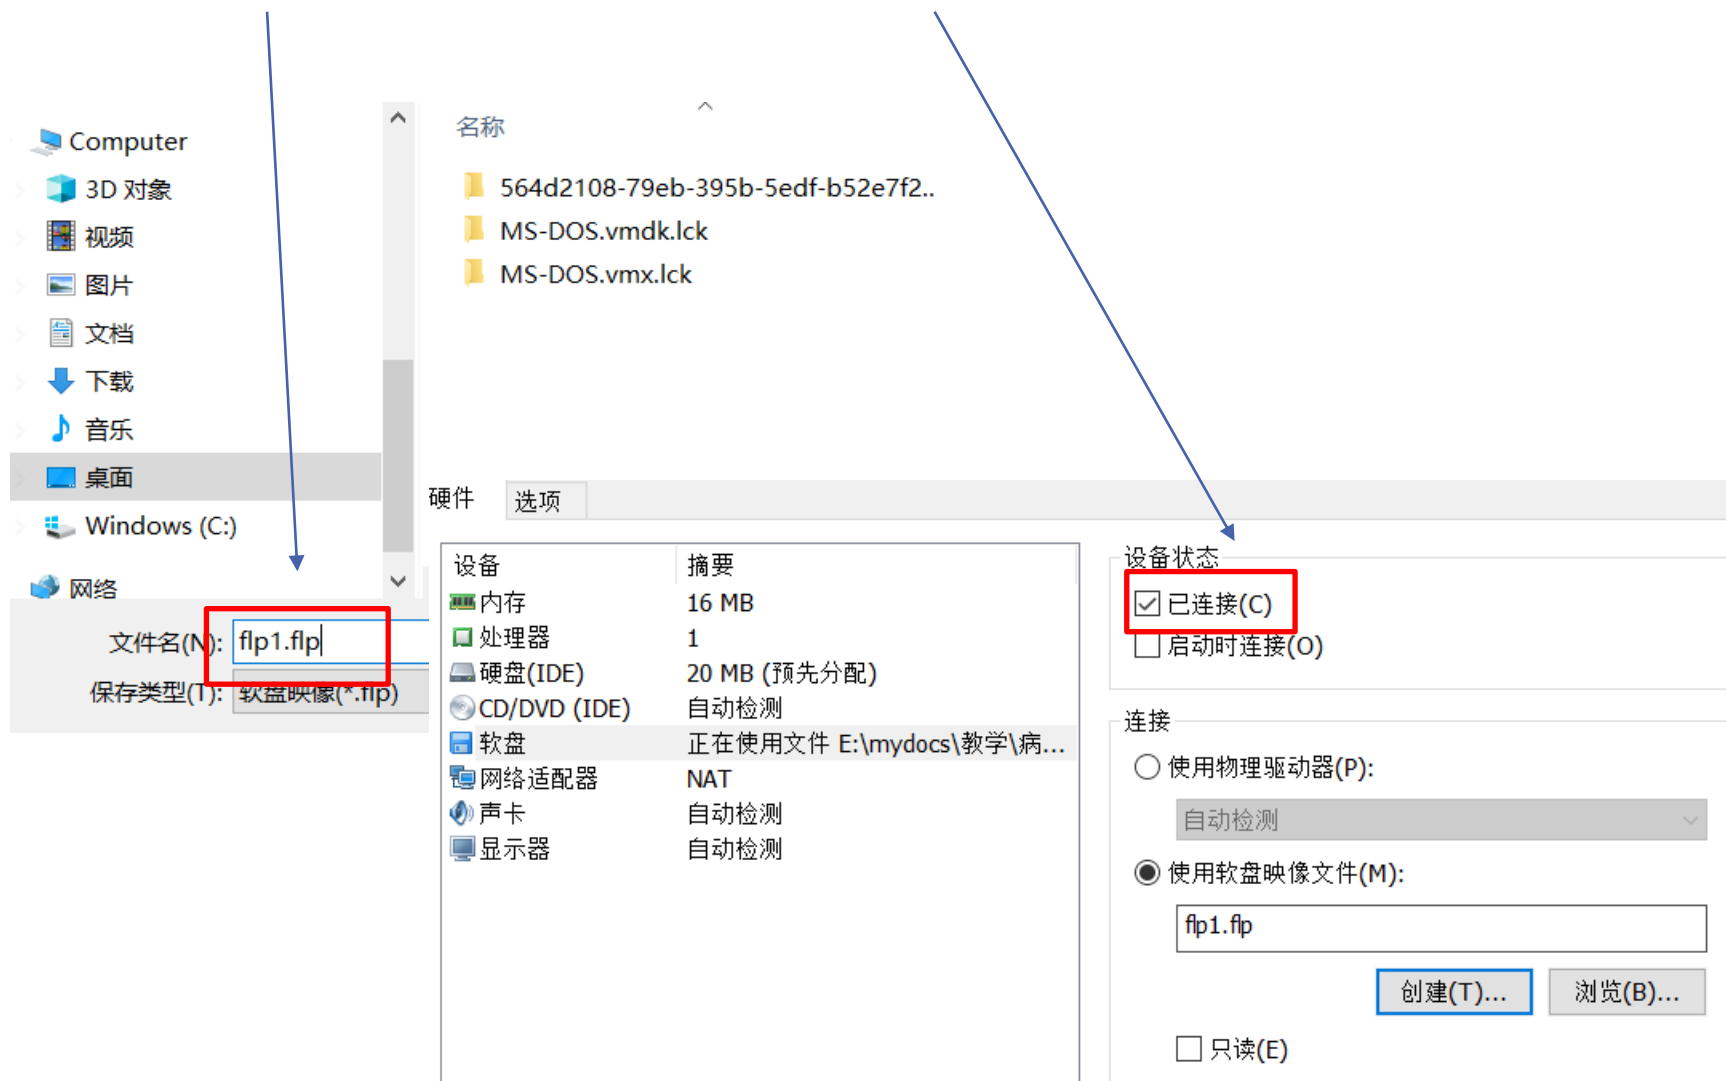 Computer
3D 对象
视频
图片
文档
下载
音乐
桌面
Windows (C:)
网络
文件名(N): flp1.flp
保存类型(T): 软盘映像(*.flp)
名称
564d2108-79eb-395b-5edf-b52e7f2..
MS-DOS.vmdk.lck
MS-DOS.vmx.lck
硬件 选项
设备 摘要
内存 16 MB
处理器 1
硬盘(IDE) 20 MB (预先分配)
CD/DVD (IDE) 自动检测
软盘 正在使用文件 E:\mydocs\教学\病...
网络适配器 NAT
声卡 自动检测
显示器 自动检测
设备状态
已连接(C)
启动时连接(O)
连接
使用物理驱动器(P):
自动检测
使用软盘映像文件(M):
flp1.flp
创建(T)... 浏览(B)...
只读(E)